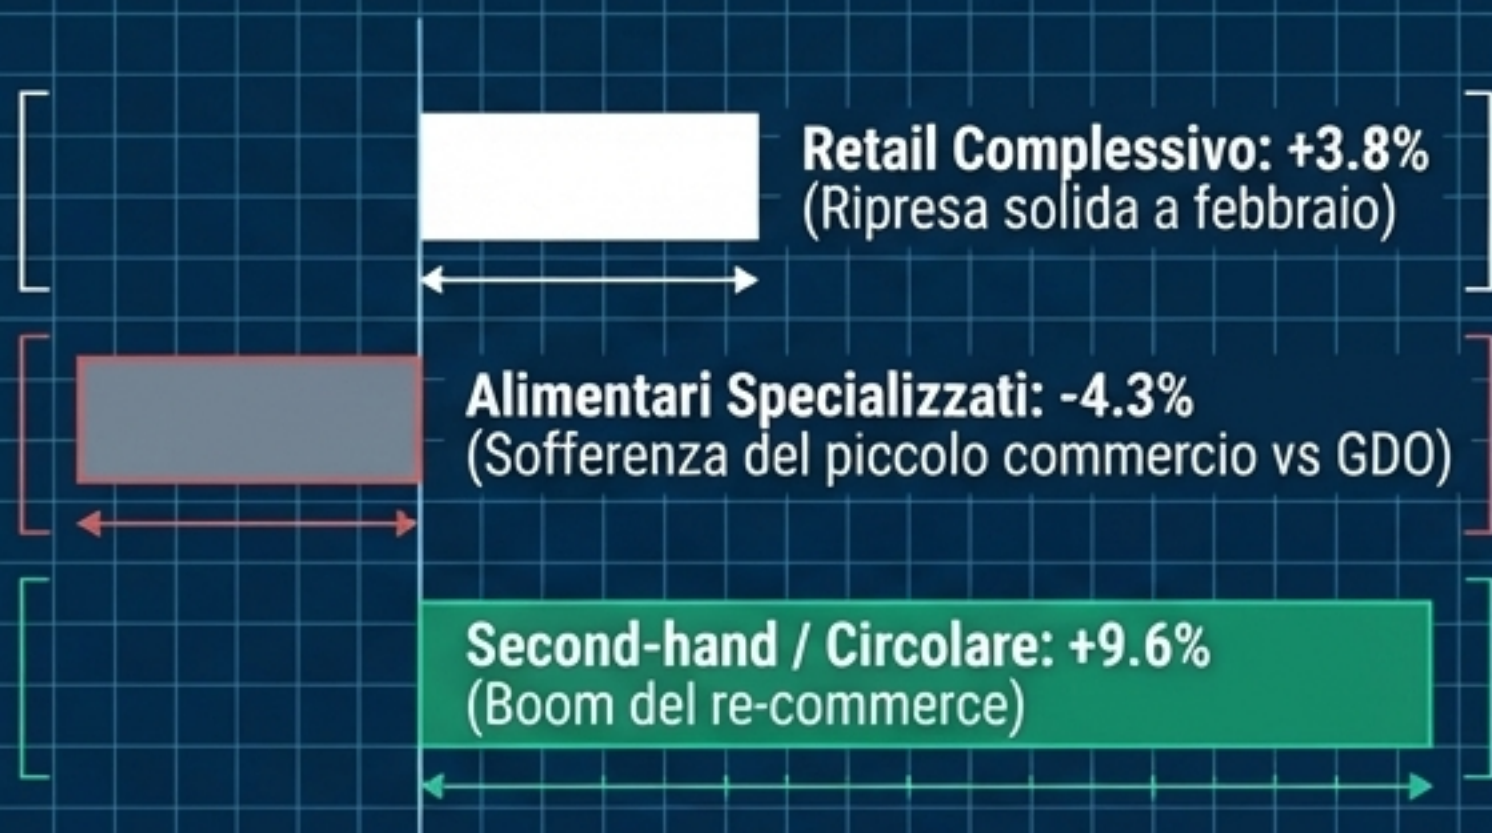 Retail Complessivo: +3.8%
(Ripresa solida a febbraio)
Alimentari Specializzati: -4.3%
(Sofferenza del piccolo commercio vs GDO)
Second-hand / Circolare: +9.6%
(Boom del re-commerce)